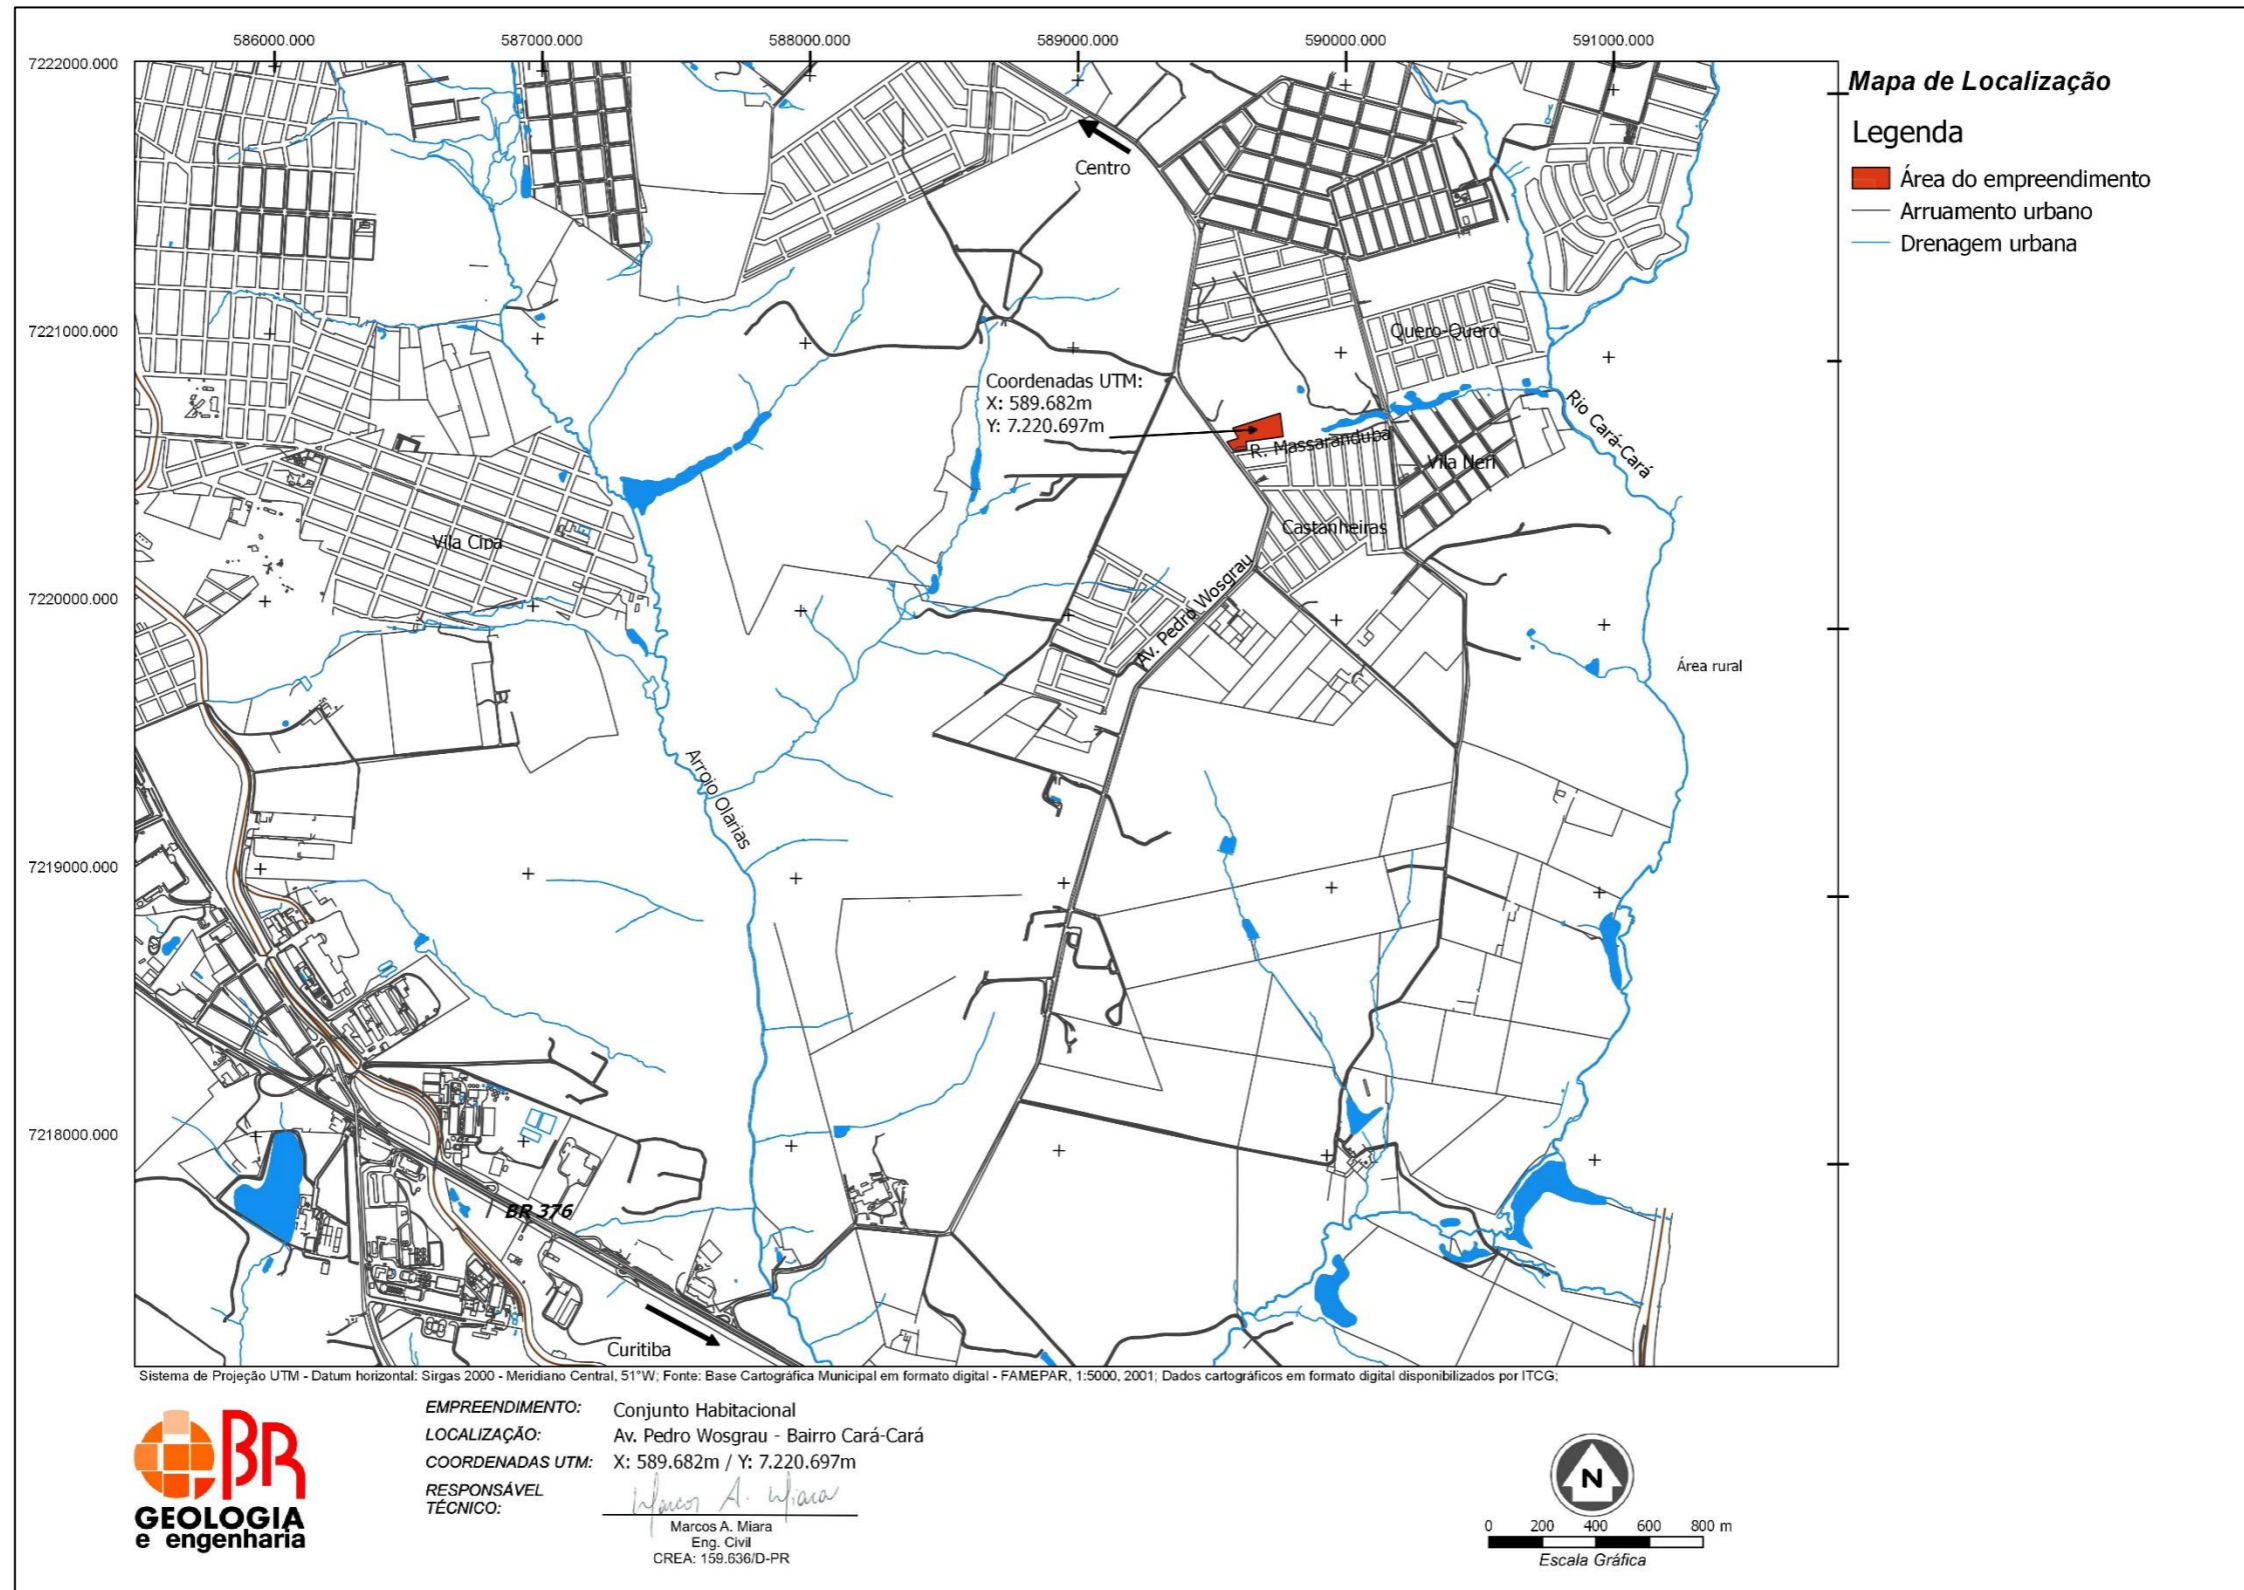 586000.000 587000.000 588000.000 589000.000 590000.000 591000.000
7222000.000
7221000.000
7220000.000
7219000.000
7218000.000
Mapa de Localização
Legenda
Área do empreendimento
Arruamento urbano
Drenagem urbana
Centro
Quero-Quero
Coordenadas UTM:
X: 589.682m
Y: 7.220.697m
Rio Cará-Cará
R. Massaranduba
Vila Neri
Castanheiras
Vila Cipa
Av. Pedro Wosgrau
Área rural
Arroio Olarias
BR 376
Curitiba
Sistema de Projeção UTM - Datum horizontal: Sirgas 2000 - Meridiano Central, 51°W; Fonte: Base Cartográfica Municipal em formato digital - FAMEPAR, 1:5000, 2001; Dados cartográficos em formato digital disponibilizados por ITCG;
BR
GEOLOGIA
e engenharia
EMPREENDIMENTO: Conjunto Habitacional
LOCALIZAÇÃO: Av. Pedro Wosgrau - Bairro Cará-Cará
COORDENADAS UTM: X: 589.682m / Y: 7.220.697m
RESPONSÁVEL
TÉCNICO:
Marcos A. Miara
Marcos A. Miara
Eng. Civil
CREA: 159.636/D-PR
N
0 200 400 600 800 m
Escala Gráfica